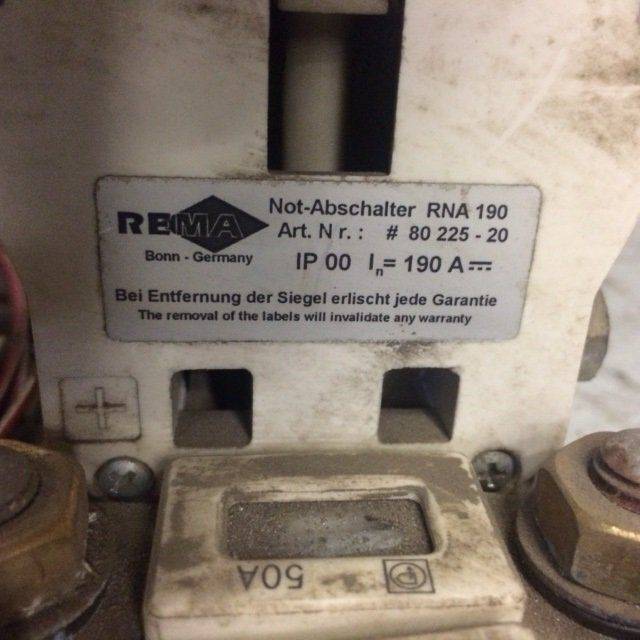 REMA
Bonn - Germany
Not-Abschalter RNA 190
Art. Nr. : # 80 225 - 20
IP 00 In= 190 A ⎓
Bei Entfernung der Siegel erlischt jede Garantie
The removal of the labels will invalidate any warranty
+
50A